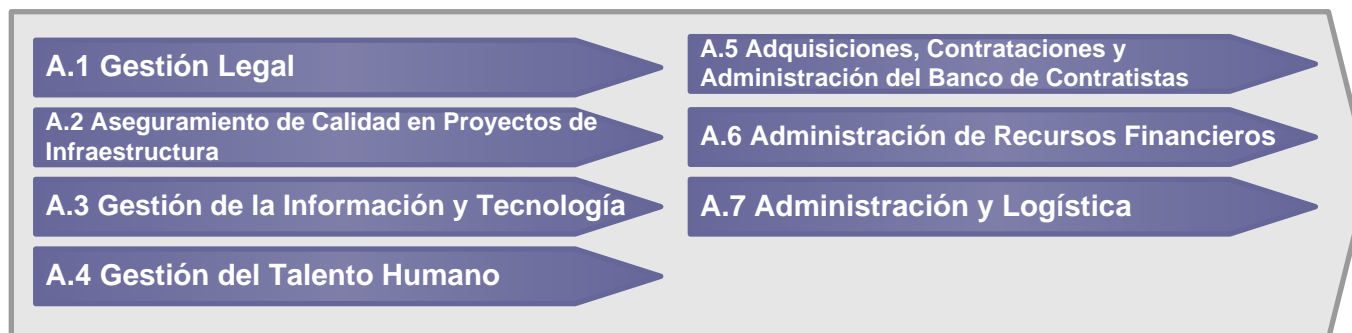 A.1 Gestión Legal
A.2 Aseguramiento de Calidad en Proyectos de
Infraestructura
A.3 Gestión de la Información y Tecnología
A.4 Gestión del Talento Humano
A.5 Adquisiciones, Contrataciones y
Administración del Banco de Contratistas
A.6 Administración de Recursos Financieros
A.7 Administración y Logística